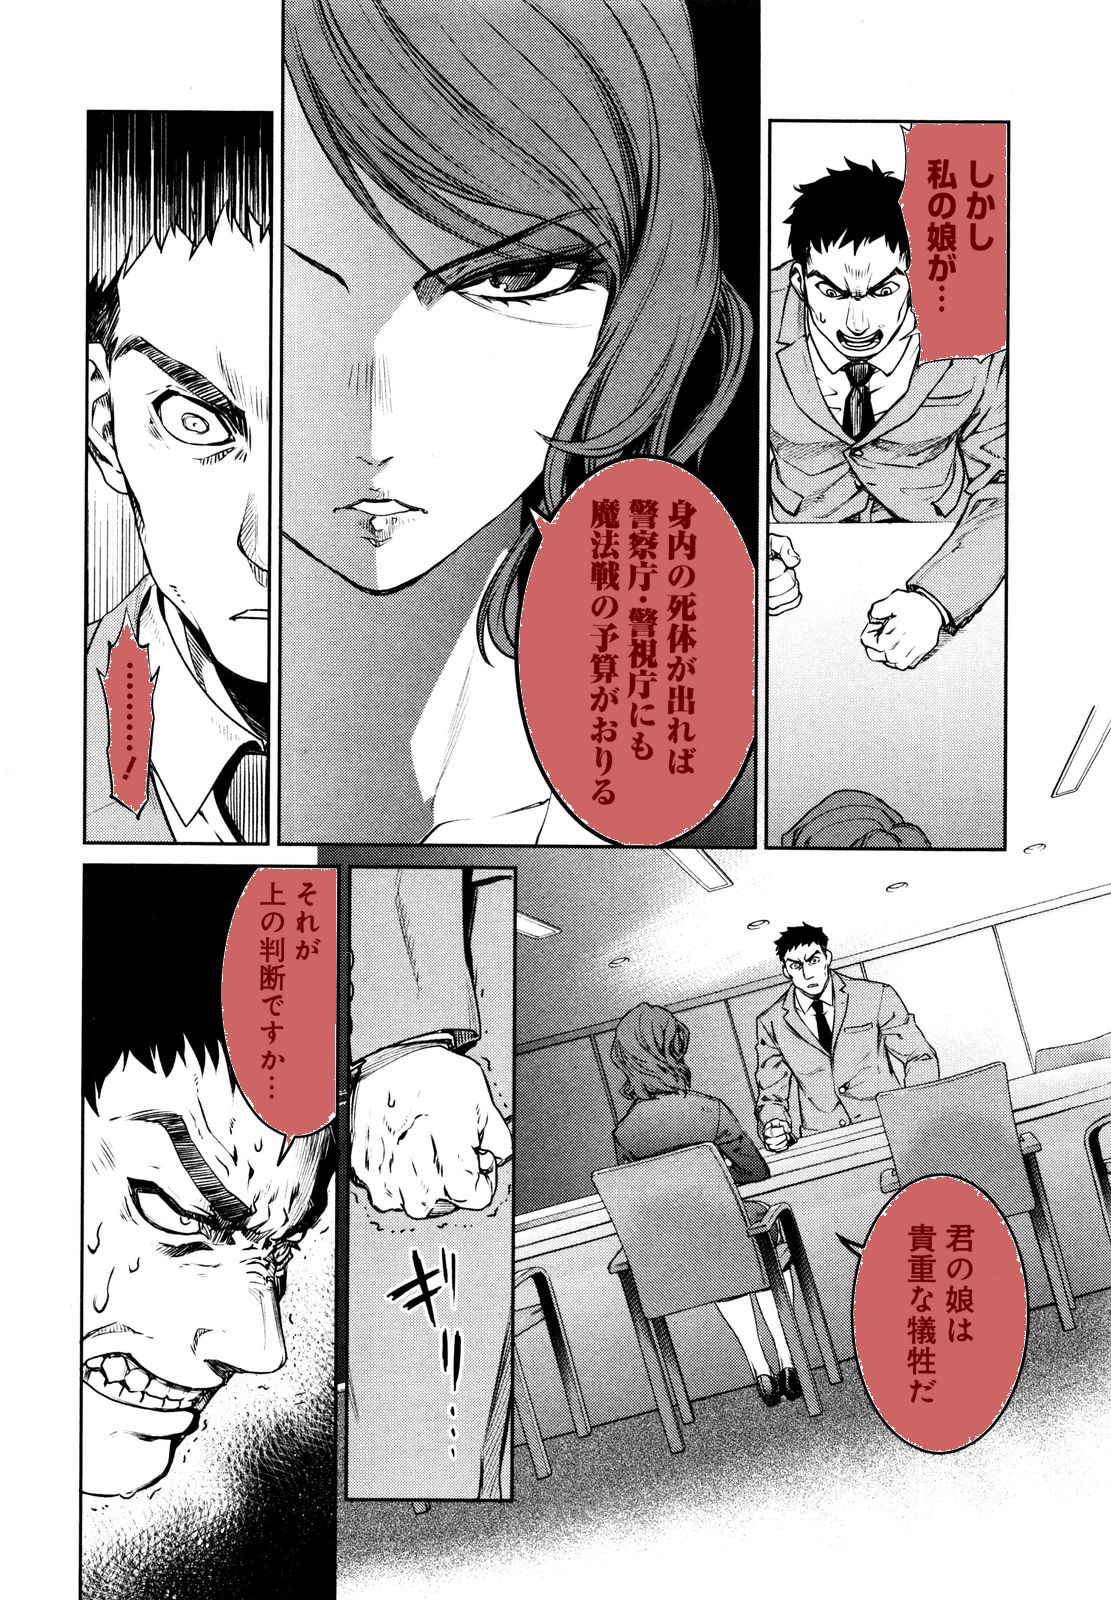 しかし
私の娘が…
身内の死体が出れば
警察庁・警視庁にも
魔法戦の予算がおりる
………！
君の娘は
貴重な犠牲だ
ギリ……
それが
上の判断ですか…